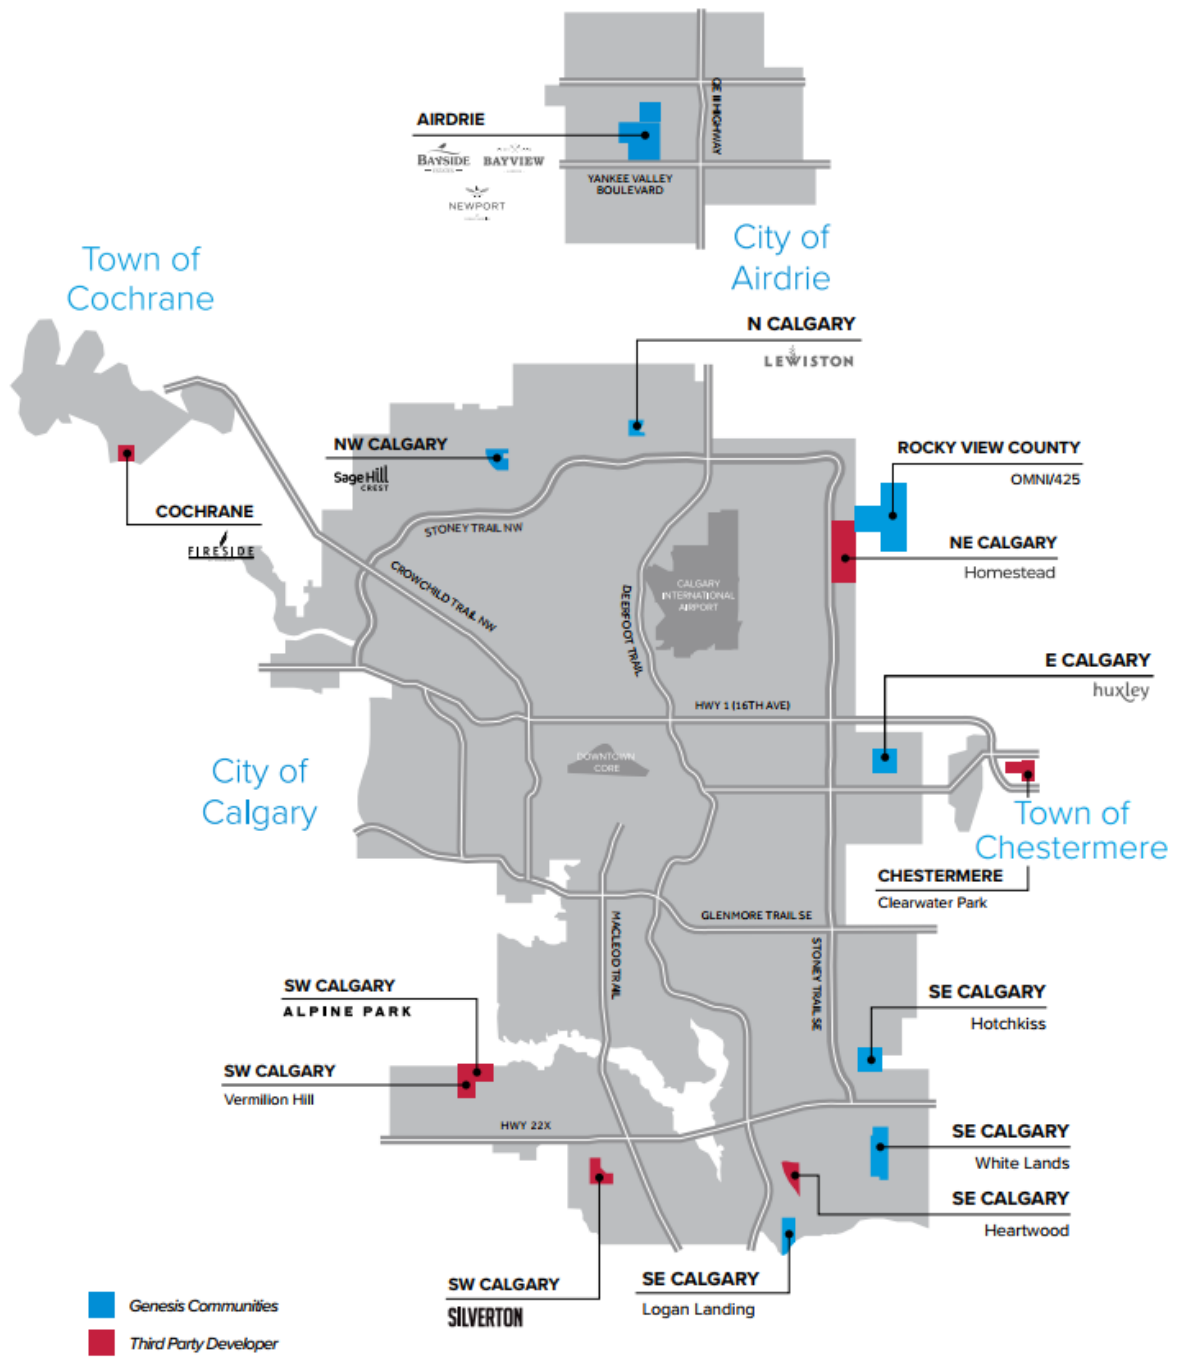 AIRDRIE
BAYSIDE
BAYVIEW
NEWPORT
QE II HIGHWAY
YANKEE VALLEY
BOULEVARD
City of
Airdrie
Town of
Cochrane
N CALGARY
LEWISTON
NW CALGARY
Sage Hill
CREST
ROCKY VIEW COUNTY
OMNI/425
COCHRANE
FIRESIDE
STONEY TRAIL NW
NE CALGARY
Homestead
CROWCHILD TRAIL NW
DEERFOOT TRAIL
CALGARY
INTERNATIONAL
AIRPORT
E CALGARY
huxley
HWY 1 (16TH AVE)
City of
Calgary
DOWNTOWN
CORE
Town of
Chestermere
CHESTERMERE
Clearwater Park
GLENMORE TRAIL SE
MACLEOD TRAIL
STONEY TRAIL SE
SW CALGARY
ALPINE PARK
SE CALGARY
Hotchkiss
SW CALGARY
Vermilion Hill
HWY 22X
SE CALGARY
White Lands
SE CALGARY
Heartwood
SW CALGARY
SILVERTON
SE CALGARY
Logan Landing
Genesis Communities
Third Party Developer